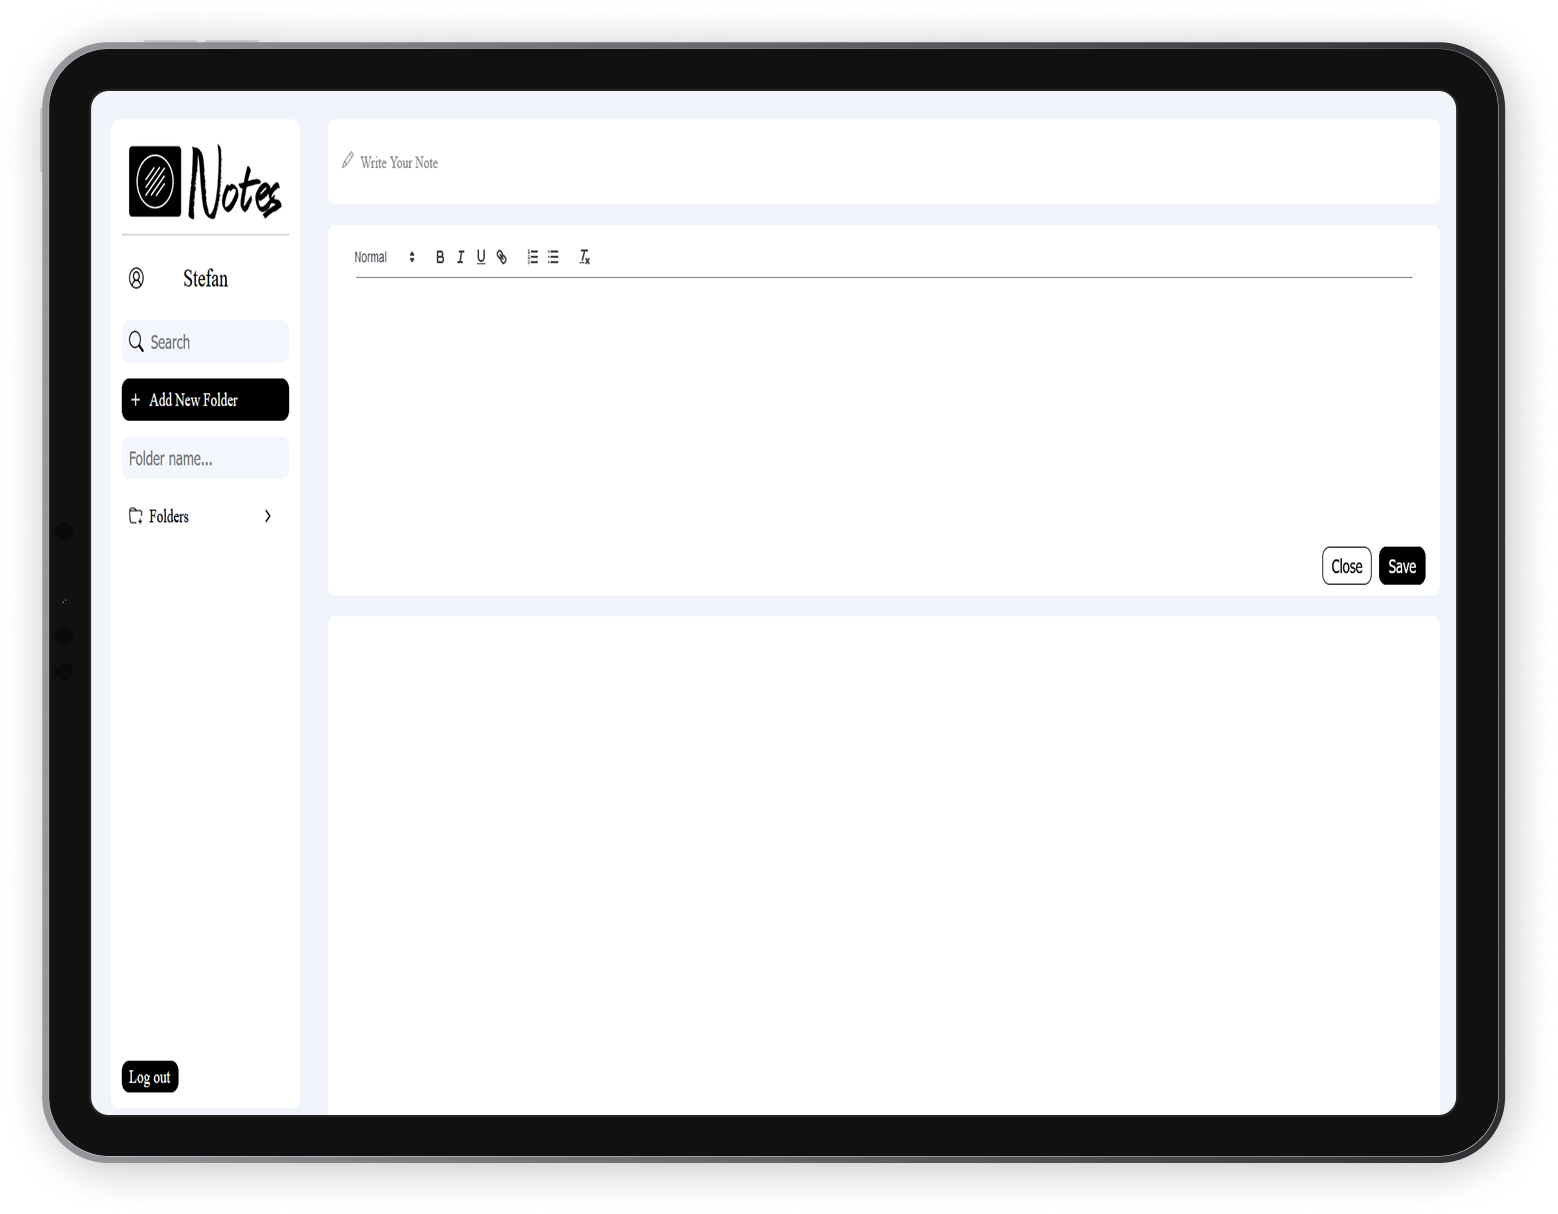 Notes
Stefan
Search
+ Add New Folder
Folder name...
Folders
Log out
Write Your Note
Normal B I U
Close Save